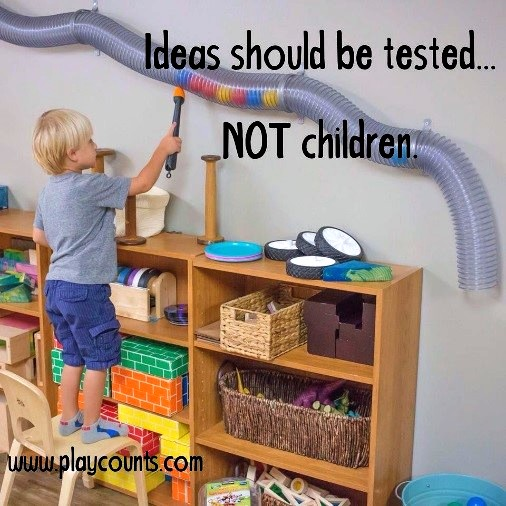 Ideas should be tested...
NOT children.
www.playcounts.com